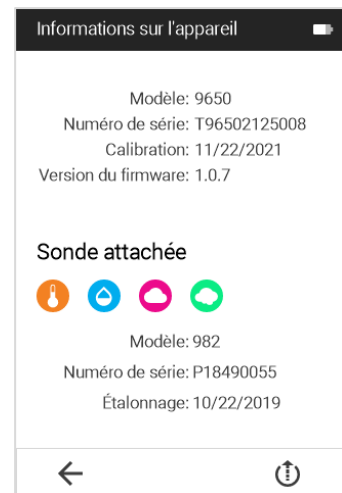 Informations sur l'appareil
Modèle: 9650
Numéro de série: T96502125008
Calibration: 11/22/2021
Version du firmware: 1.0.7
Sonde attachée
Modèle: 982
Numéro de série: P18490055
Étalonnage: 10/22/2019